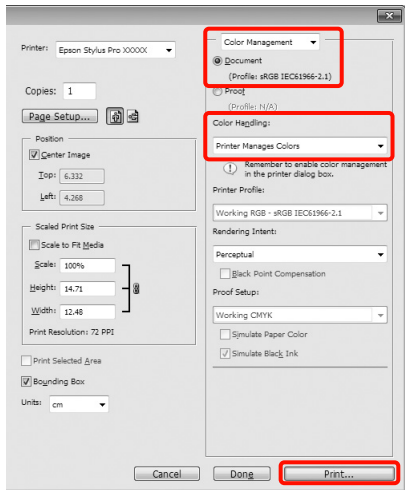 Printer: Epson Stylus Pro XXXXX
Copies: 1
Page Setup...
Position
Center Image
Top: 6.332
Left: 4.268
Scaled Print Size
Scale to Fit Media
Scale: 100%
Height: 14.71
Width: 12.48
Print Resolution: 72 PPI
Print Selected Area
Bounding Box
Units: cm
Color Management
Document
(Profile: sRGB IEC61966-2.1)
Proof
(Profile: N/A)
Color Handling:
Printer Manages Colors
Remember to enable color management
in the printer dialog box.
Printer Profile:
Working RGB - sRGB IEC61966-2.1
Rendering Intent:
Perceptual
Black Point Compensation
Proof Setup:
Working CMYK
Simulate Paper Color
Simulate Black Ink
Cancel
Done
Print...